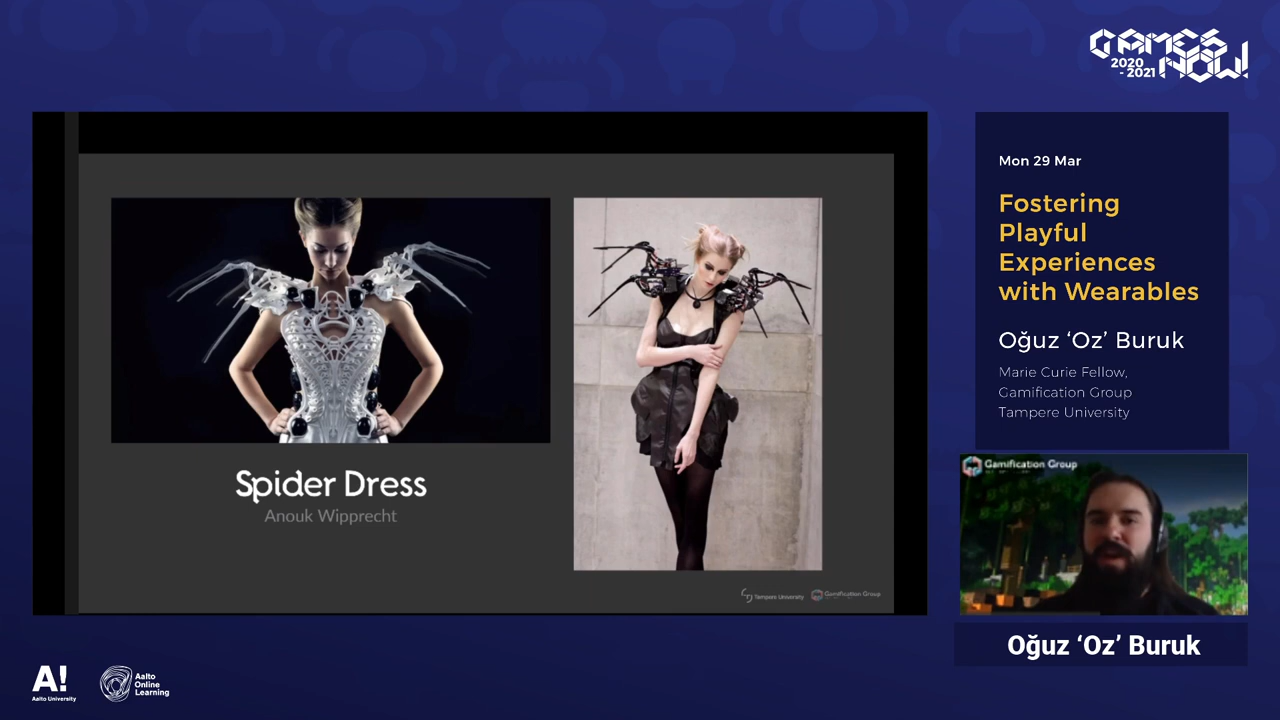 GAMES
NOW!
2020
- 2021
Mon 29 Mar
Fostering
Playful
Experiences
with Wearables
Oğuz ‘Oz’ Buruk
Marie Curie Fellow,
Gamification Group
Tampere University
Spider Dress
Anouk Wipprecht
Tampere University
Gamification Group
Gamification Group
Oğuz ‘Oz’ Buruk
A!
Aalto University
Aalto
Online
Learning